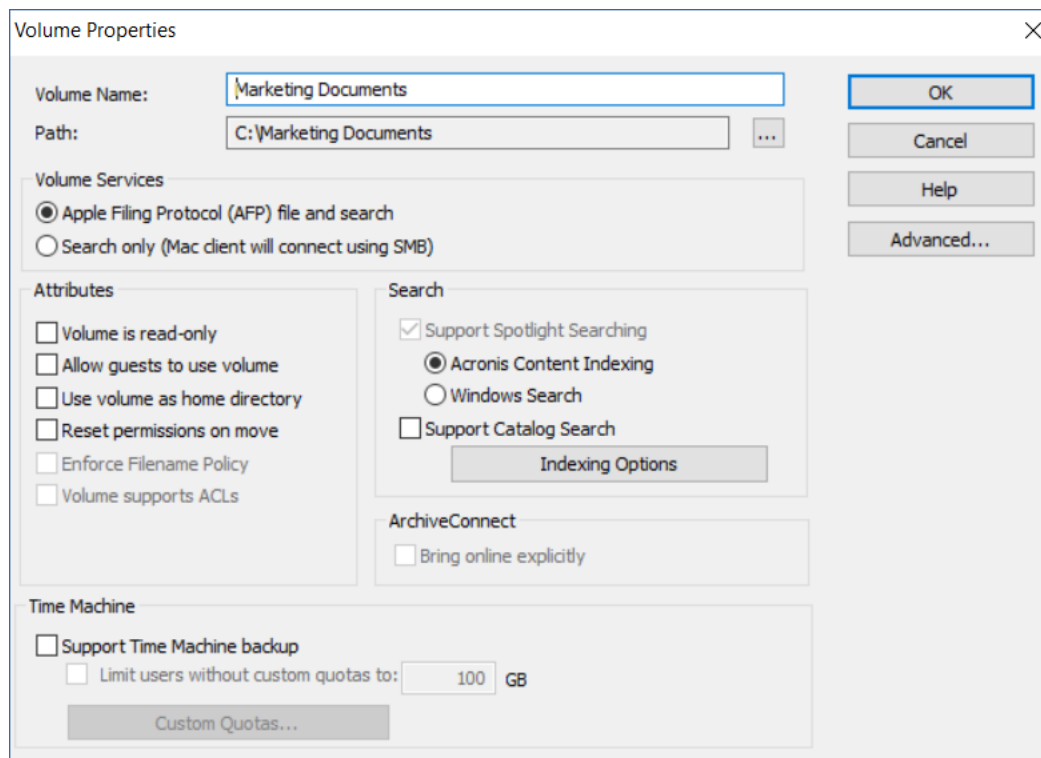 Volume Properties
Volume Name:
Marketing Documents
Path:
C:\Marketing Documents
...
OK
Cancel
Help
Advanced...
Volume Services
Apple Filing Protocol (AFP) file and search
Search only (Mac client will connect using SMB)
Attributes
Volume is read-only
Allow guests to use volume
Use volume as home directory
Reset permissions on move
Enforce Filename Policy
Volume supports ACLs
Search
Support Spotlight Searching
Acronis Content Indexing
Windows Search
Support Catalog Search
Indexing Options
ArchiveConnect
Bring online explicitly
Time Machine
Support Time Machine backup
Limit users without custom quotas to: 100 GB
Custom Quotas...